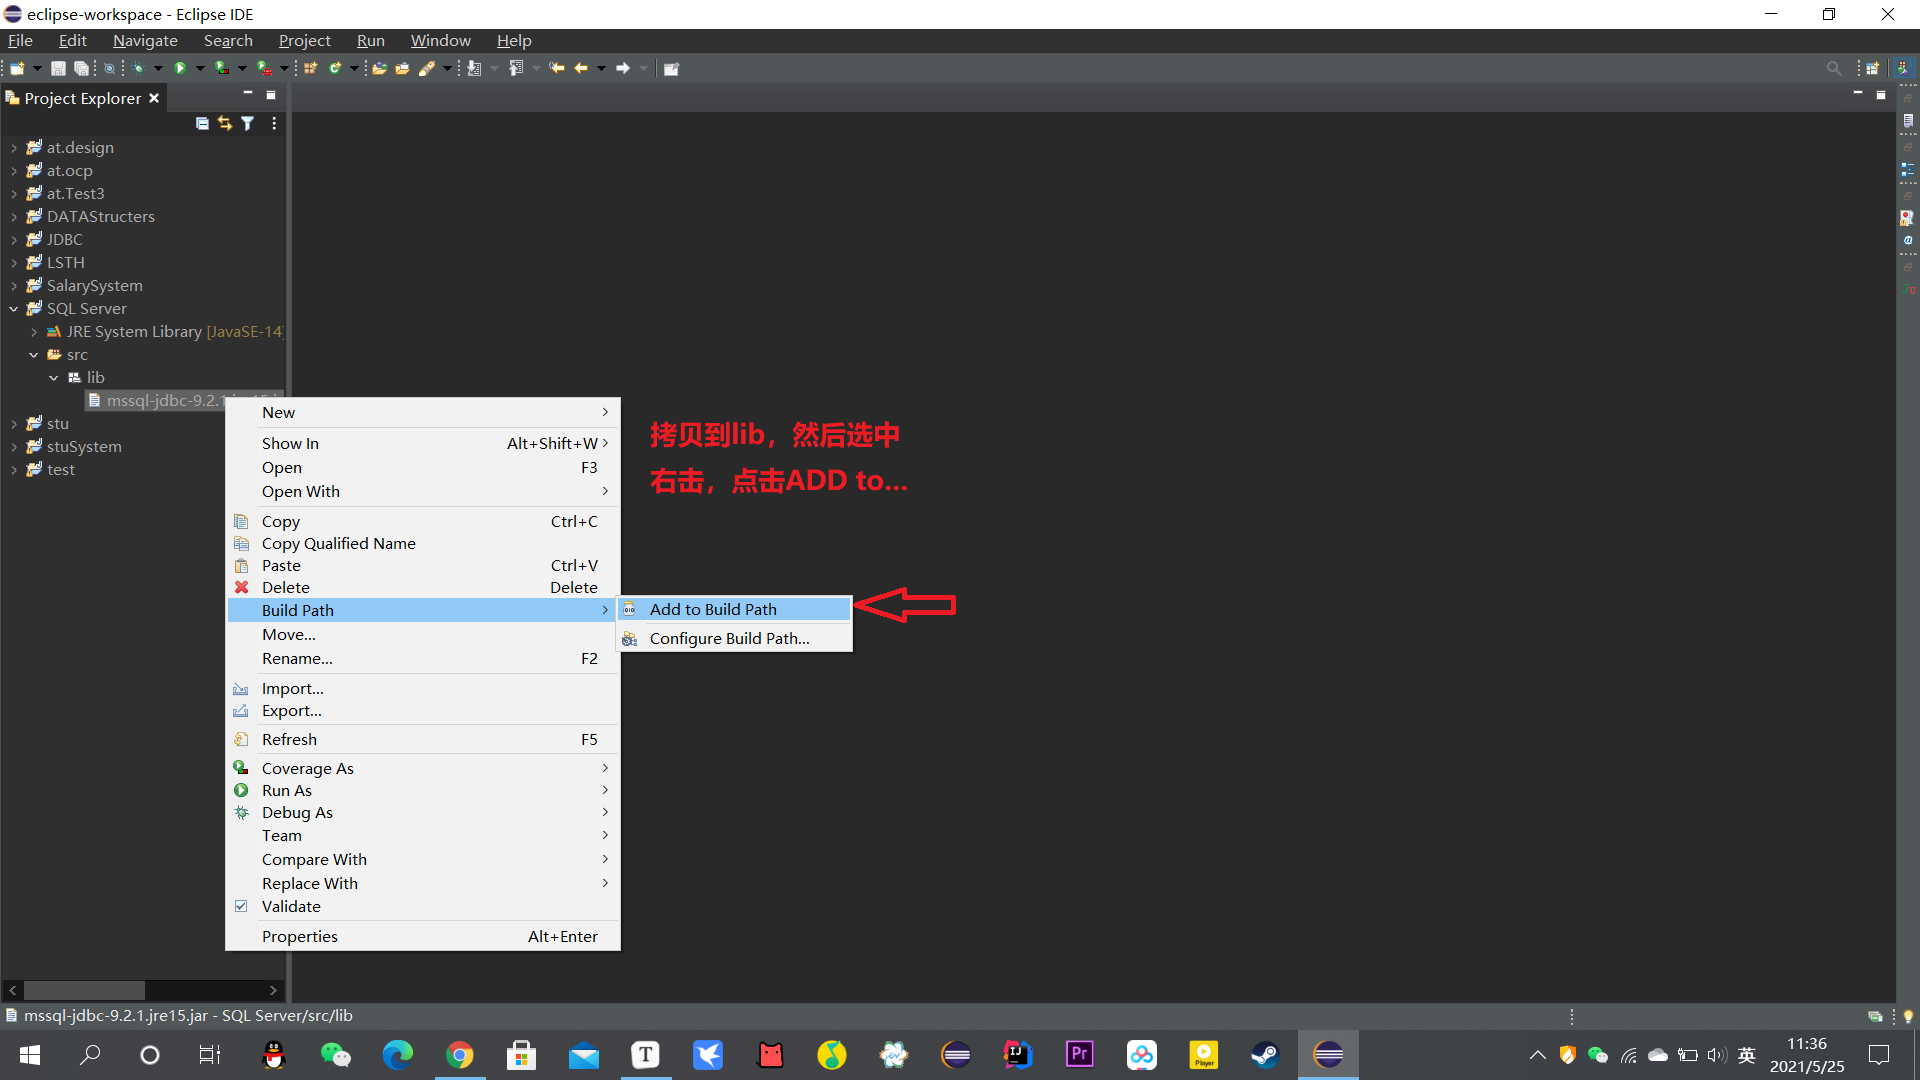 eclipse-workspace - Eclipse IDE
File Edit Navigate Search Project Run Window Help
Project Explorer
at.design
at.ocp
at.Test3
DATAStructers
JDBC
LSTH
SalarySystem
SQL Server
JRE System Library [JavaSE-14]
src
lib
mssql-jdbc-9.2.1
stu
stuSystem
test
New
Show In Alt+Shift+W
Open F3
Open With
Copy Ctrl+C
Copy Qualified Name
Paste Ctrl+V
Delete Delete
Build Path
Move...
Rename... F2
Import...
Export...
Refresh F5
Coverage As
Run As
Debug As
Team
Compare With
Replace With
Validate
Properties Alt+Enter
Add to Build Path
Configure Build Path...
拷贝到lib，然后选中
右击，点击ADD to...
mssql-jdbc-9.2.1.jre15.jar - SQL Server/src/lib
英
11:36
2021/5/25